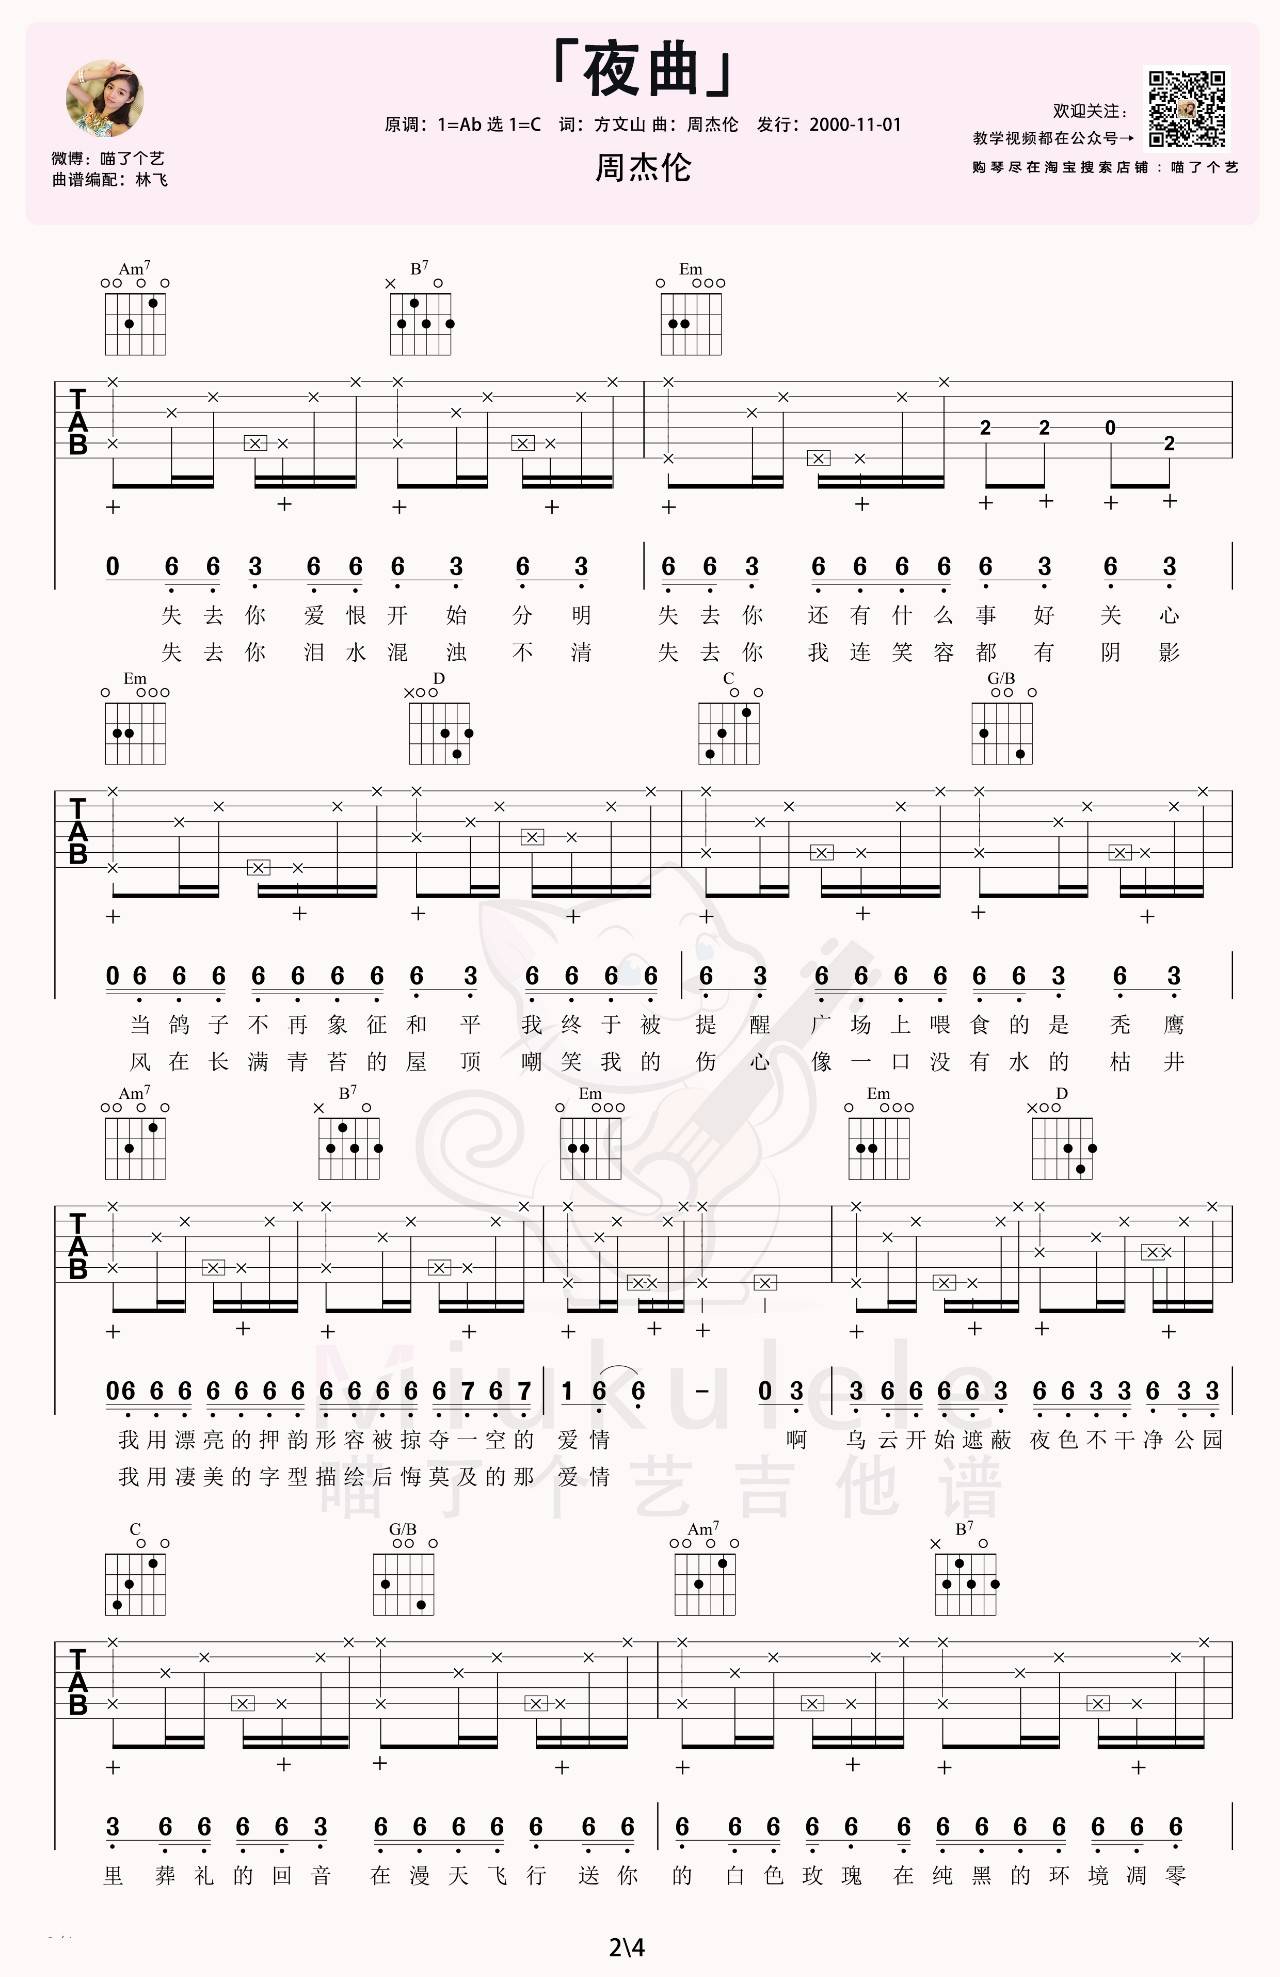 「夜曲」
原调：1=Ab 选 1=C 词：方文山 曲：周杰伦 发行：2000-11-01
周杰伦
微博：喵了个艺
曲谱编配：林飞
欢迎关注：
教学视频都在公众号→
购琴尽在淘宝搜索店铺：喵了个艺
Am7 B7 Em
T
A
B
2 2 0 2
0 6 6 3 6 6 6 3 6 3 6 6 3 6 6 6 6 6 3 6 3
失去你爱恨开始分明 失去你还有什么事好关心
失去你泪水混浊不清 失去你我连笑容都有阴影
Em D C G/B
T
A
B
0 6 6 6 6 6 6 6 6 3 6 6 6 6 6 3 6 6 6 6 6 6 3 6 3
当鸽子不再象征和平 我终于被提醒 广场上喂食的是秃鹰
风在长满青苔的屋顶 嘲笑我的伤心 像一口没有水的枯井
Am7 B7 Em Em D
T
A
B
0 6 6 6 6 6 6 6 6 6 6 6 6 7 6 7 1 6 6 - 0 3 3 6 6 6 6 3 6 6 3 3 6 3 3
我用漂亮的押韵形容被掠夺一空的爱情 啊 乌云开始遮蔽 夜色不干净 公园
我用凄美的字型描绘后悔莫及的那爱情
Miukulele
喵了个艺吉他谱
C G/B Am7 B7
T
A
B
3 6 6 6 6 3 6 6 6 6 6 6 6 6 6 6 6 6 6 6 6 6 6 6 6 6
里 葬礼的回音 在漫天飞行 送你的 白色玫瑰 在纯黑的环境凋零
2\4